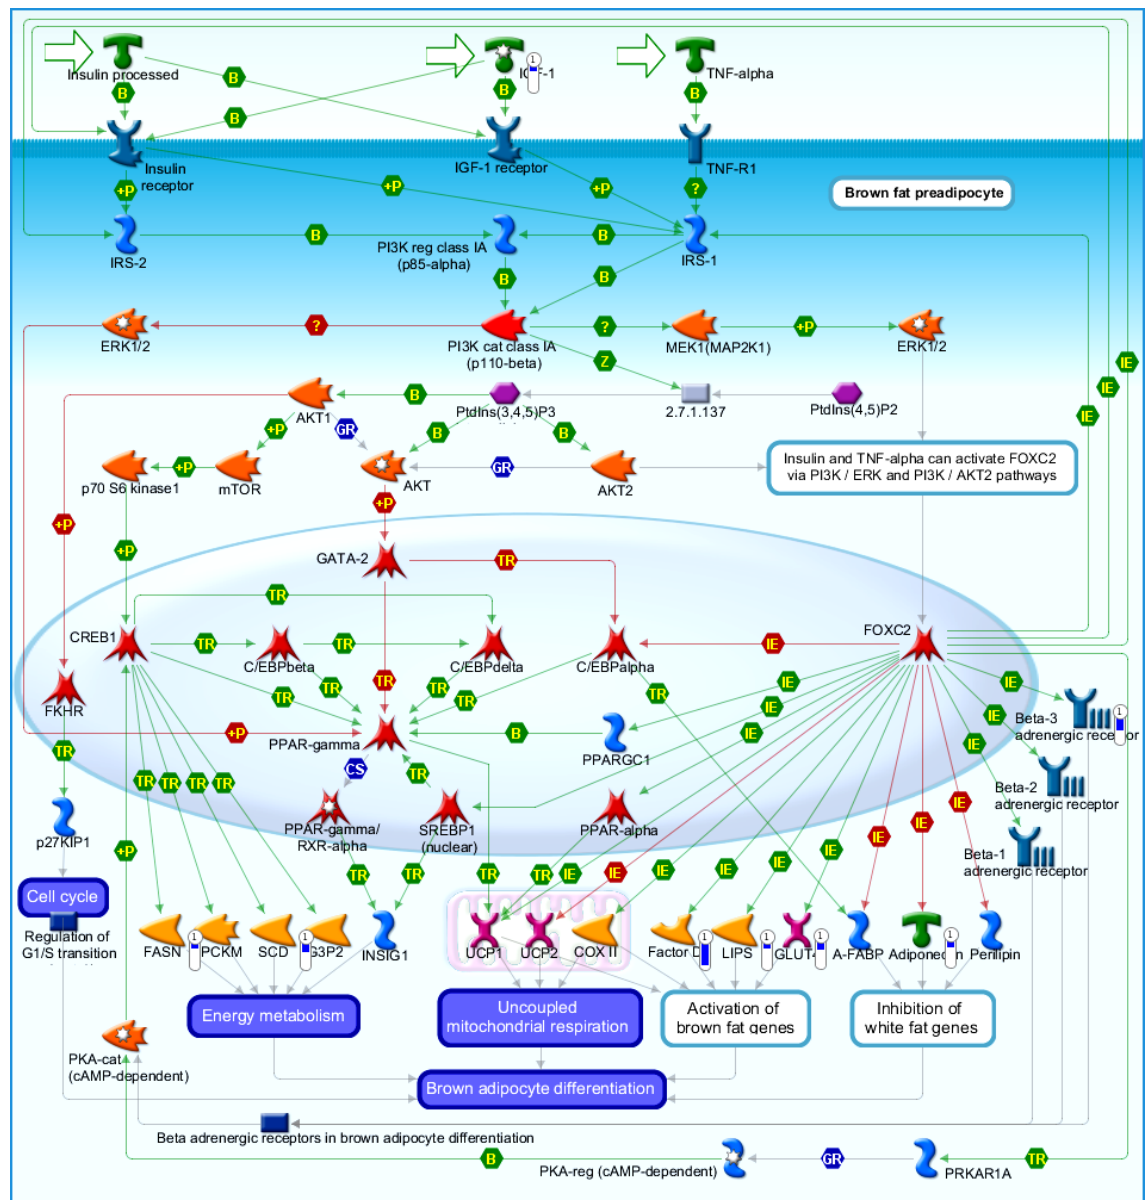 Insulin processed
1
TNF-alpha
B
B
B
B
B
Insulin
receptor
IGF-1 receptor
TNF-R1
+P
+P
+P
?
Brown fat preadipocyte
IRS-2
B
PI3K reg class IA
(p85-alpha)
B
IRS-1
B
B
IE
ERK1/2
?
PI3K cat class IA
(p110-beta)
?
MEK1(MAP2K1)
+P
ERK1/2
Z
IE
IE
AKT1
B
PtdIns(3,4,5)P3
2.7.1.137
PtdIns(4,5)P2
+P
GR
B
B
p70 S6 kinase1
+P
mTOR
AKT
GR
AKT2
Insulin and TNF-alpha can activate FOXC2
via PI3K / ERK and PI3K / AKT2 pathways
+P
+P
+P
GATA-2
TR
TR
CREB1
TR
C/EBPbeta
TR
C/EBPdelta
C/EBPalpha
IE
FOXC2
FKHR
TR
TR
TR
TR
TR
TR
IE
IE
IE
IE
IE
IE
Beta-3
adrenergic receptor
1
TR
+P
PPAR-gamma
B
PPARGC1
CS
TR
TR
TR
TR
TR
Beta-2
adrenergic receptor
p27KIP1
PPAR-gamma/
RXR-alpha
SREBP1
(nuclear)
PPAR-alpha
IE
IE
IE
Beta-1
adrenergic receptor
+P
TR
TR
TR
TR
IE
IE
IE
IE
IE
IE
Cell cycle
Regulation of
G1/S transition
FASN
1
PCKM
SCD
1
G3P2
INSIG1
UCP1
UCP2
COX II
Factor D
1
LIPS
1
GLUT4
1
A-FABP
Adiponectin
1
Perilipin
Energy metabolism
Uncoupled
mitochondrial respiration
Activation of
brown fat genes
Inhibition of
white fat genes
PKA-cat
(cAMP-dependent)
Brown adipocyte differentiation
Beta adrenergic receptors in brown adipocyte differentiation
B
PKA-reg (cAMP-dependent)
GR
PRKAR1A
TR